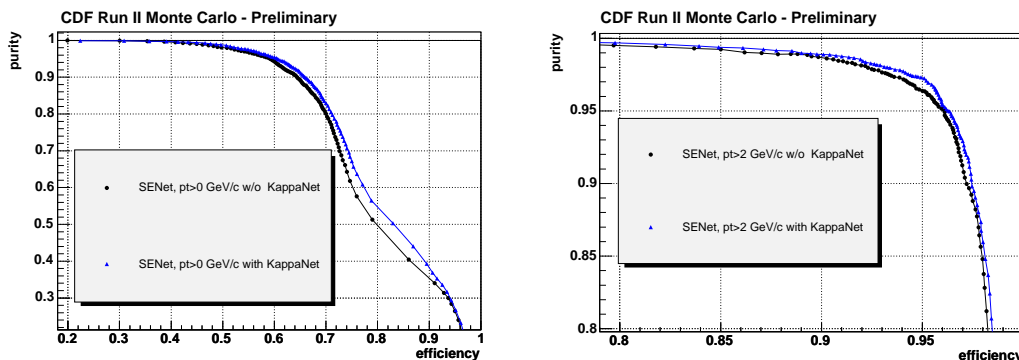 CDF Run II Monte Carlo - Preliminary
purity
1
0.9
0.8
0.7
0.6
0.5
0.4
0.3
SENet, pt>0 GeV/c w/o KappaNet
SENet, pt>0 GeV/c with KappaNet
0.2 0.3 0.4 0.5 0.6 0.7 0.8 0.9 1
efficiency
CDF Run II Monte Carlo - Preliminary
purity
1
0.95
0.9
0.85
0.8
SENet, pt>2 GeV/c w/o KappaNet
SENet, pt>2 GeV/c with KappaNet
0.8 0.85 0.9 0.95
efficiency